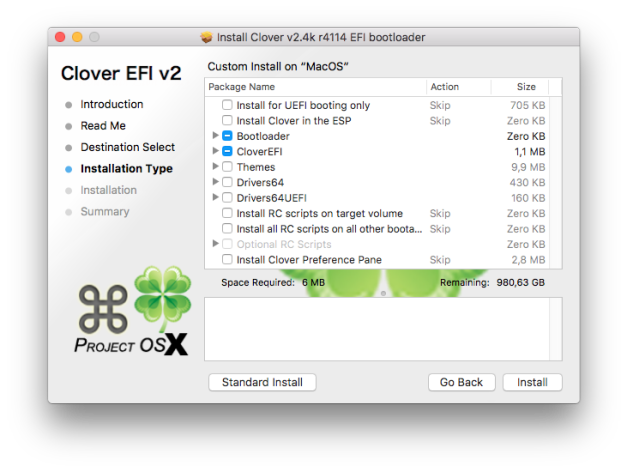 Install Clover v2.4k r4114 EFI bootloader
Clover EFI v2
Introduction
Read Me
Destination Select
Installation Type
Installation
Summary
PROJECT OSX
Custom Install on “MacOS”
Package Name Action Size
Install for UEFI booting only Skip 705 KB
Install Clover in the ESP Skip Zero KB
Bootloader Zero KB
CloverEFI 1,1 MB
Themes 9,9 MB
Drivers64 430 KB
Drivers64UEFI 160 KB
Install RC scripts on target volume Skip Zero KB
Install all RC scripts on all other boota... Skip Zero KB
Optional RC Scripts Zero KB
Install Clover Preference Pane Skip 2,8 MB
Space Required: 6 MB Remaining: 980,63 GB
Standard Install Go Back Install